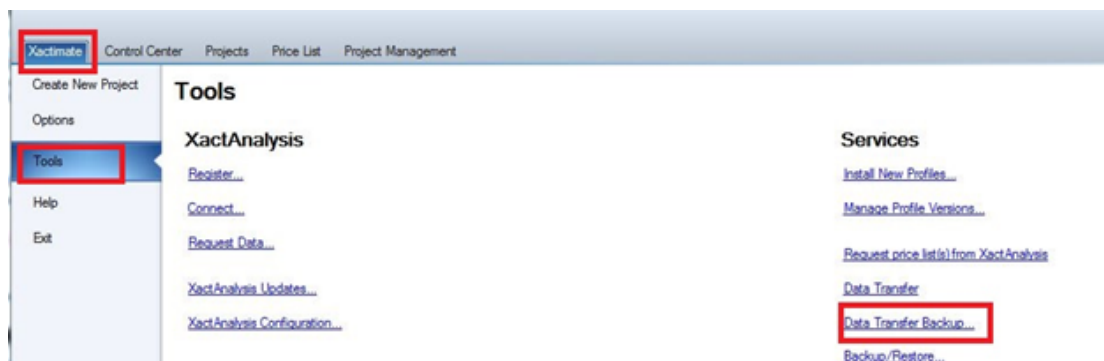 Xactimate Control Center Projects Price List Project Management
Create New Project
Options
Tools
Help
Exit
Tools
XactAnalysis
Register...
Connect...
Request Data...
XactAnalysis Updates...
XactAnalysis Configuration...
Services
Install New Profiles...
Manage Profile Versions...
Request price list(s) from XactAnalysis
Data Transfer
Data Transfer Backup...
Backup/Restore...